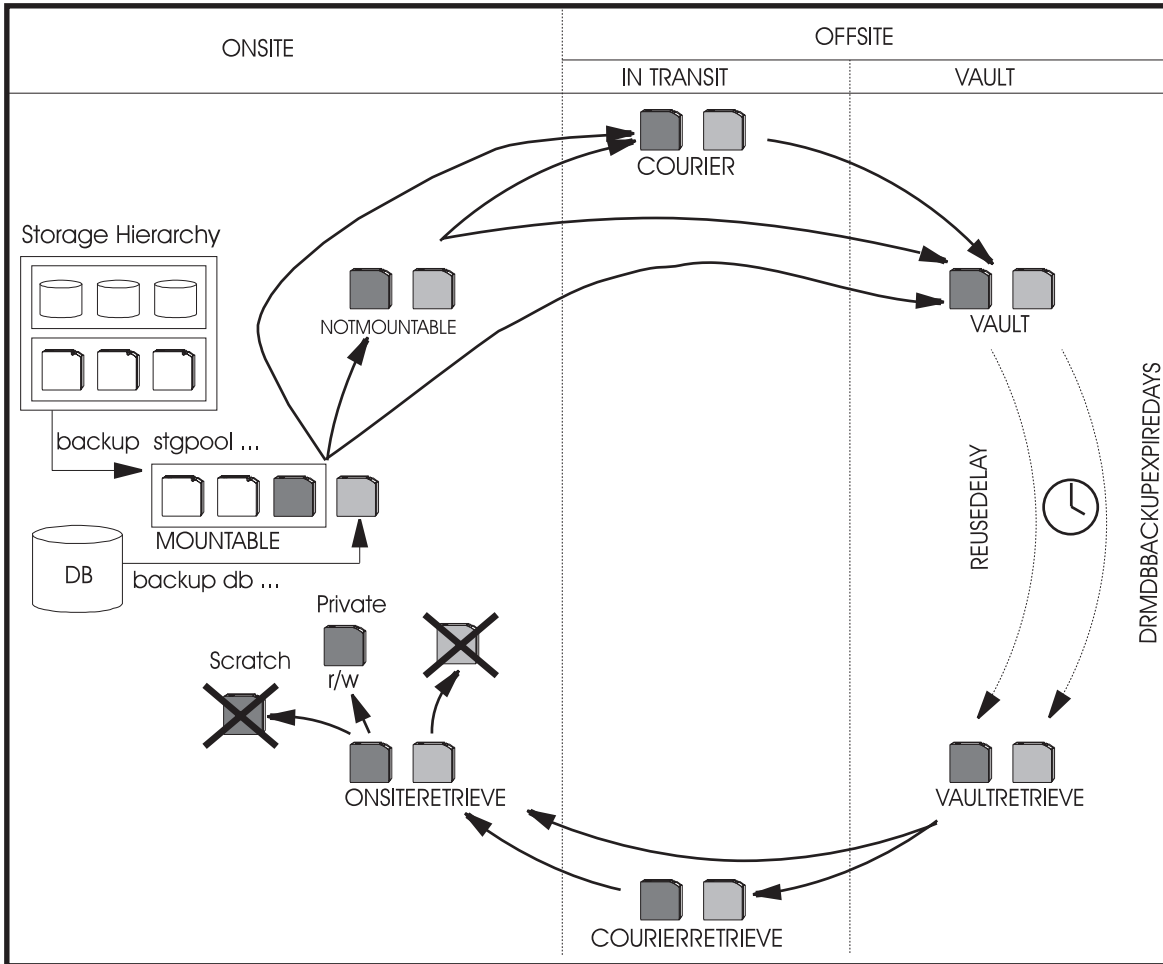 ONSITE
OFFSITE
IN TRANSIT
VAULT
COURIER
Storage Hierarchy
NOTMOUNTABLE
VAULT
backup stgpool ...
MOUNTABLE
DB
backup db ...
REUSEDELAY
DRMDBBACKUPEXPIREDAYS
Private
r/w
Scratch
ONSITERETRIEVE
VAULTRETRIEVE
COURIERRETRIEVE